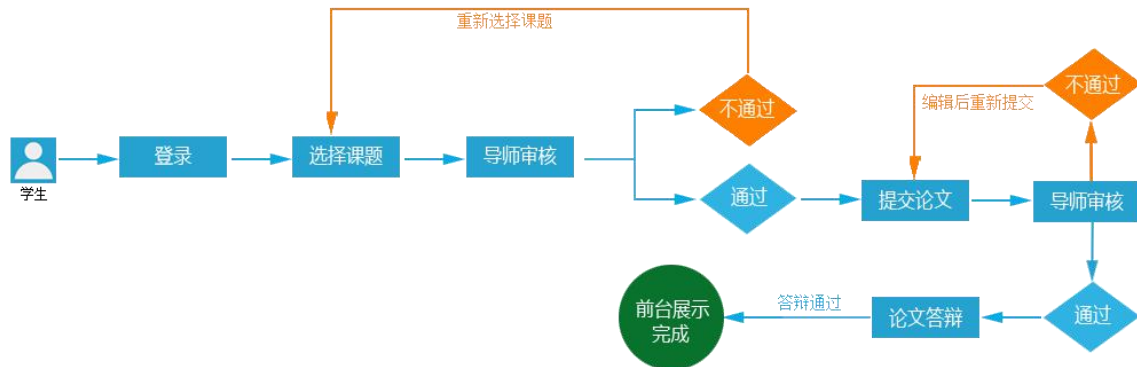 重新选择课题
不通过
不通过
编辑后重新提交
登录
选择课题
导师审核
学生
通过
提交论文
导师审核
前台展示
完成
答辩通过
论文答辩
通过